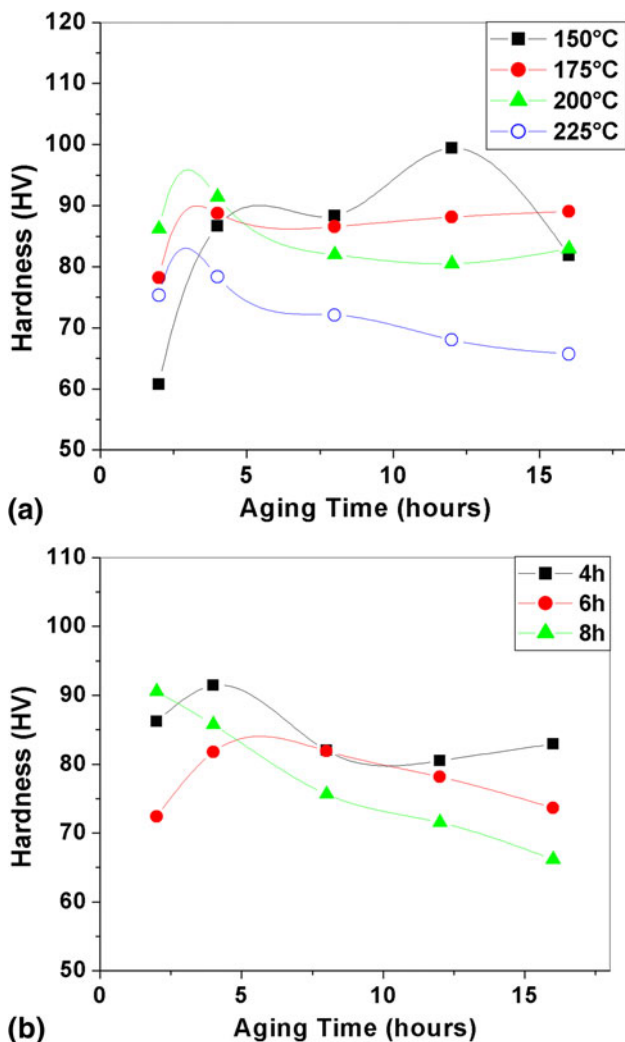 120
110
100
90
80
70
60
50
Hardness (HV)
150°C
175°C
200°C
225°C
0 5 10 15
(a) Aging Time (hours)
110
100
90
80
70
60
50
Hardness (HV)
4h
6h
8h
0 5 10 15
(b) Aging Time (hours)